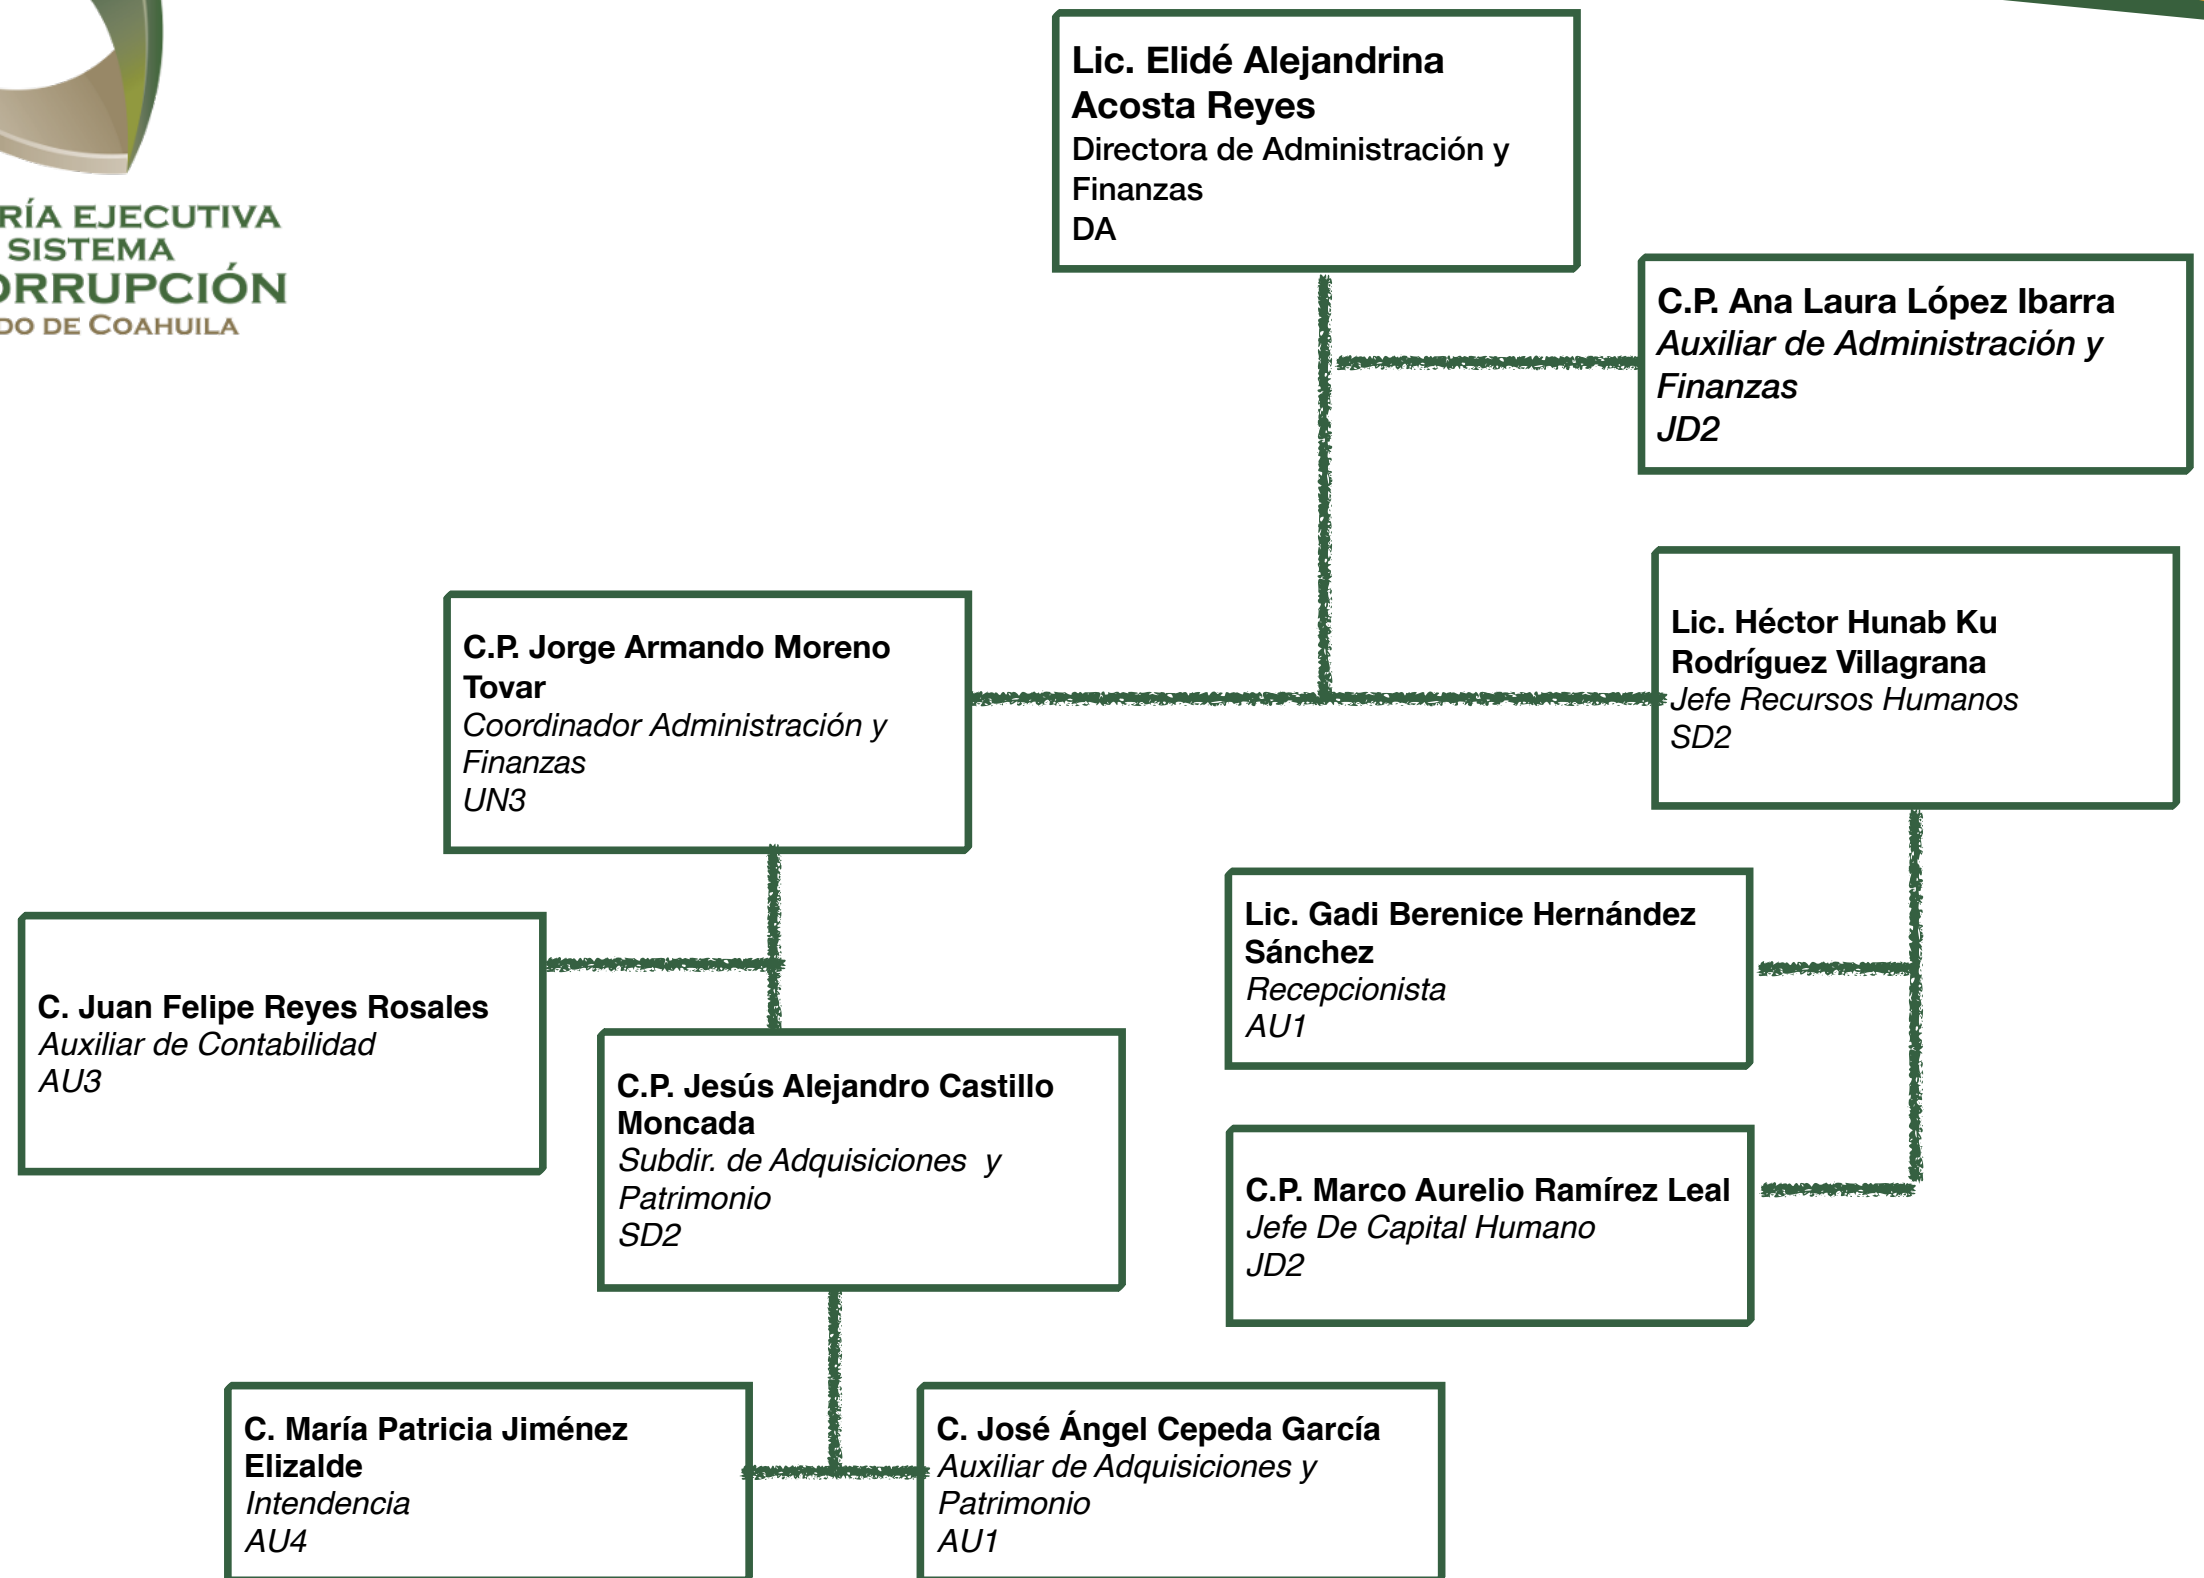 RÍA EJECUTIVA
SISTEMA
ORRUPCIÓN
DO DE COAHUILA
Lic. Elidé Alejandrina
Acosta Reyes
Directora de Administración y
Finanzas
DA
C.P. Ana Laura López Ibarra
Auxiliar de Administración y
Finanzas
JD2
C.P. Jorge Armando Moreno
Tovar
Coordinador Administración y
Finanzas
UN3
Lic. Héctor Hunab Ku
Rodríguez Villagrana
Jefe Recursos Humanos
SD2
C. Juan Felipe Reyes Rosales
Auxiliar de Contabilidad
AU3
C.P. Jesús Alejandro Castillo
Moncada
Subdir. de Adquisiciones y
Patrimonio
SD2
Lic. Gadi Berenice Hernández
Sánchez
Recepcionista
AU1
C.P. Marco Aurelio Ramírez Leal
Jefe De Capital Humano
JD2
C. María Patricia Jiménez
Elizalde
Intendencia
AU4
C. José Ángel Cepeda García
Auxiliar de Adquisiciones y
Patrimonio
AU1